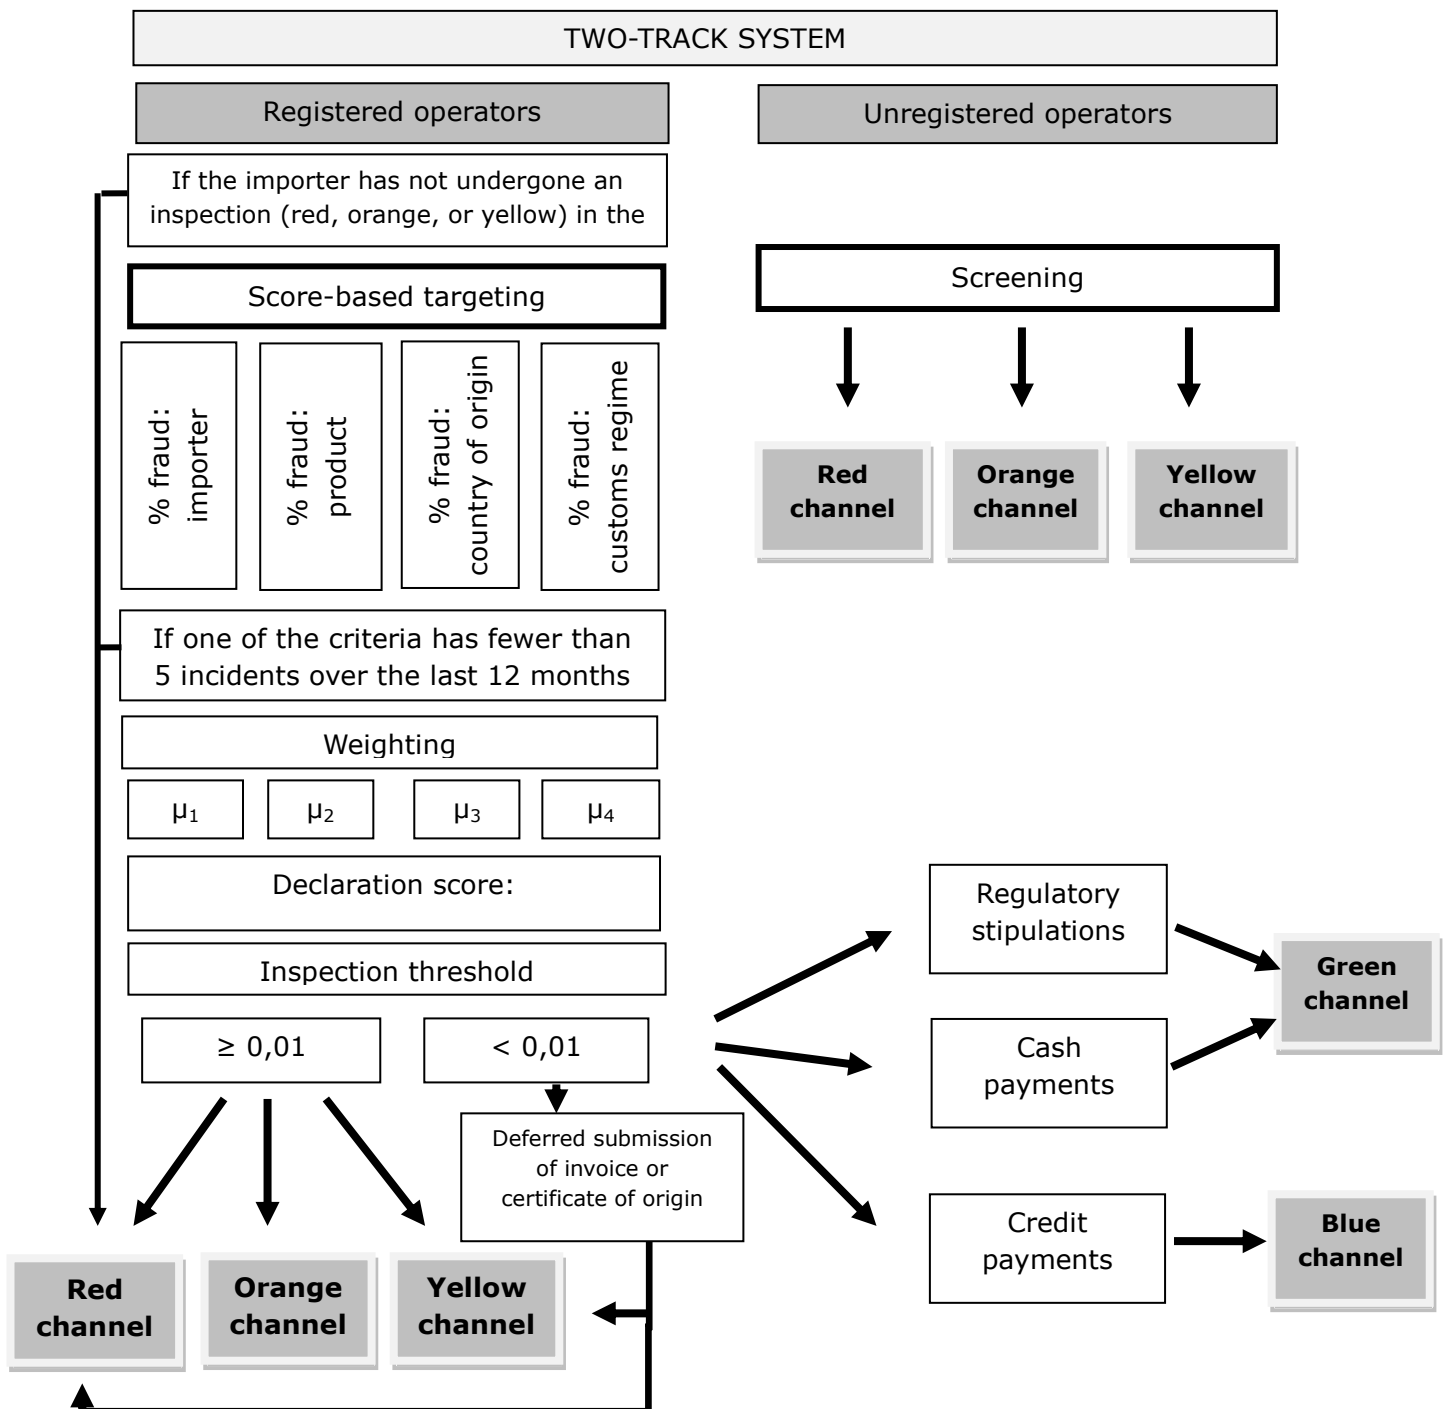 TWO-TRACK SYSTEM
Registered operators
Unregistered operators
If the importer has not undergone an
inspection (red, orange, or yellow) in the
Score-based targeting
Screening
% fraud:
importer
% fraud:
product
% fraud:
country of origin
% fraud:
customs regime
Red
channel
Orange
channel
Yellow
channel
If one of the criteria has fewer than
5 incidents over the last 12 months
Weighting
μ1
μ2
μ3
μ4
Declaration score:
Inspection threshold
≥ 0,01
< 0,01
Regulatory
stipulations
Green
channel
Cash
payments
Deferred submission
of invoice or
certificate of origin
Credit
payments
Blue
channel
Red
channel
Orange
channel
Yellow
channel